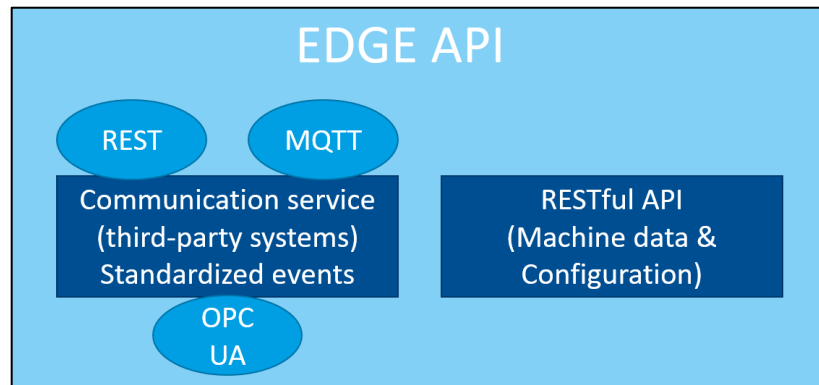 EDGE API
REST
MQTT
Communication service
(third-party systems)
Standardized events
OPC
UA
RESTful API
(Machine data &
Configuration)